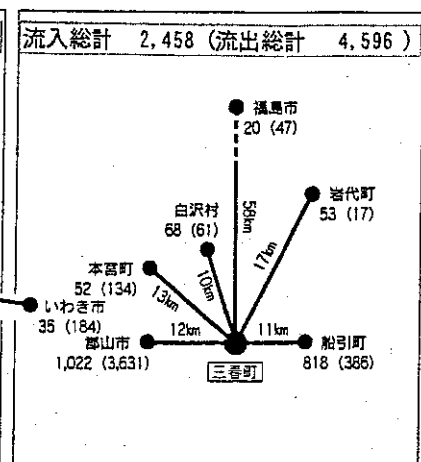 流入総計 2,458 (流出総計 4,596 )
福島市
20 (47)
岩代町
53 (17)
白沢村
68 (61)
58km
17km
10km
本宮町
52 (134)
13km
いわき市
35 (184)
郡山市
1,022 (3,631)
12km
11km
船引町
818 (386)
三春町